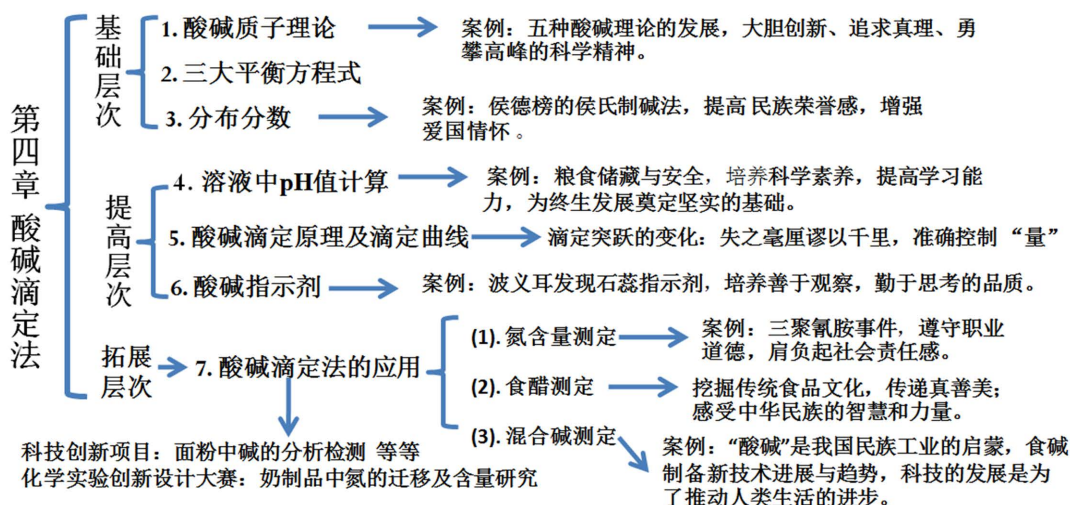 第四章 酸碱滴定法
基础层次
1. 酸碱质子理论
案例：五种酸碱理论的发展，大胆创新、追求真理、勇
攀高峰的科学精神。
2. 三大平衡方程式
3. 分布分数
案例：侯德榜的侯氏制碱法，提高民族荣誉感，增强
爱国情怀 。
提高层次
4. 溶液中pH值计算
案例：粮食储藏与安全，培养科学素养，提高学习能
力，为终生发展奠定坚实的基础。
5. 酸碱滴定原理及滴定曲线
滴定突跃的变化：失之毫厘谬以千里，准确控制“量”
6. 酸碱指示剂
案例：波义耳发现石蕊指示剂，培养善于观察，勤于思考的品质。
拓展
层次
7. 酸碱滴定法的应用
(1). 氮含量测定
案例：三聚氰胺事件，遵守职业
道德，肩负起社会责任感。
(2). 食醋测定
挖掘传统食品文化，传递真善美；
感受中华民族的智慧和力量。
(3). 混合碱测定
案例：“酸碱”是我国民族工业的启蒙，食碱
制备新技术进展与趋势，科技的发展是为
了推动人类生活的进步。
科技创新项目：面粉中碱的分析检测 等等
化学实验创新设计大赛：奶制品中氮的迁移及含量研究